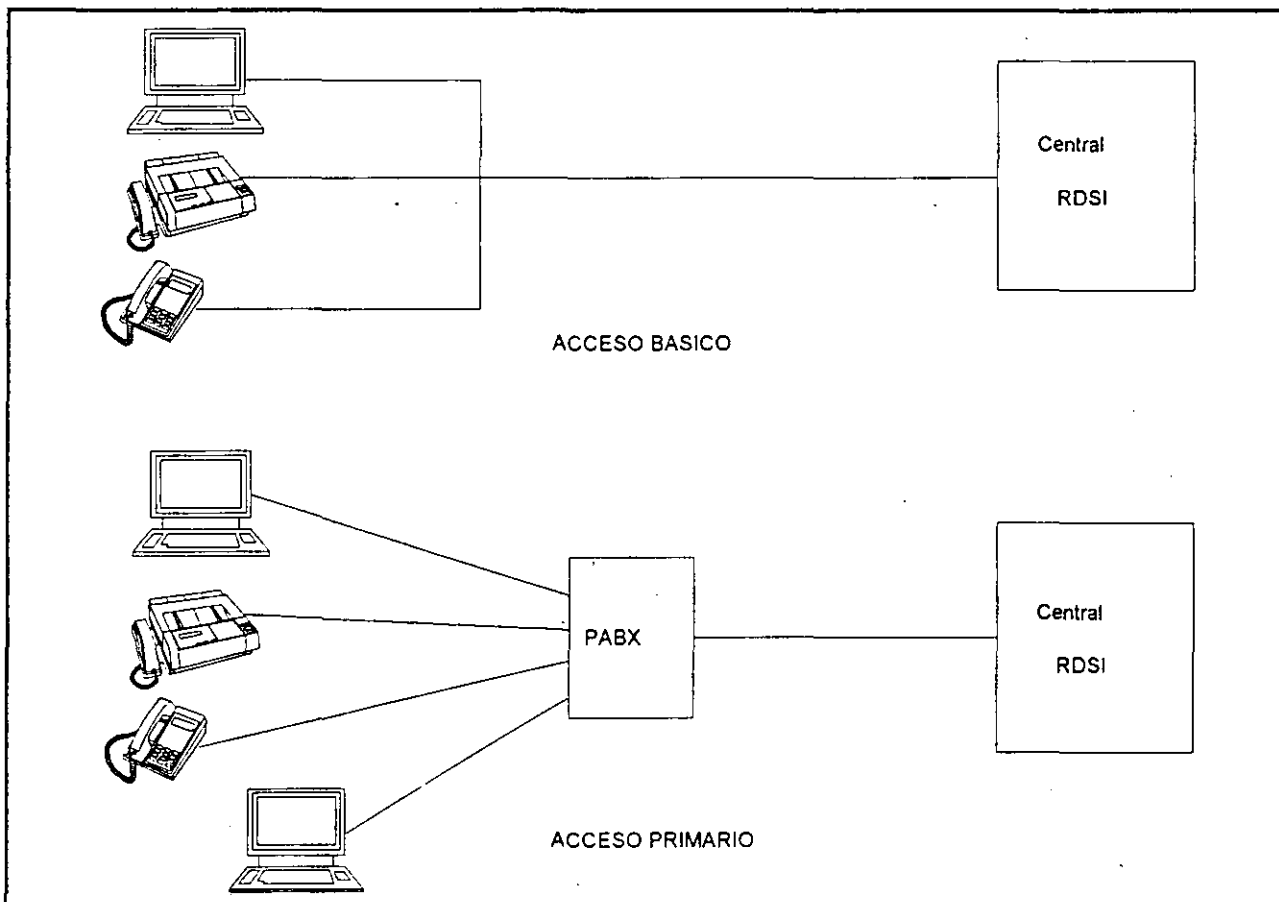 Central
RDSI
ACCESO BASICO
PABX
Central
RDSI
ACCESO PRIMARIO